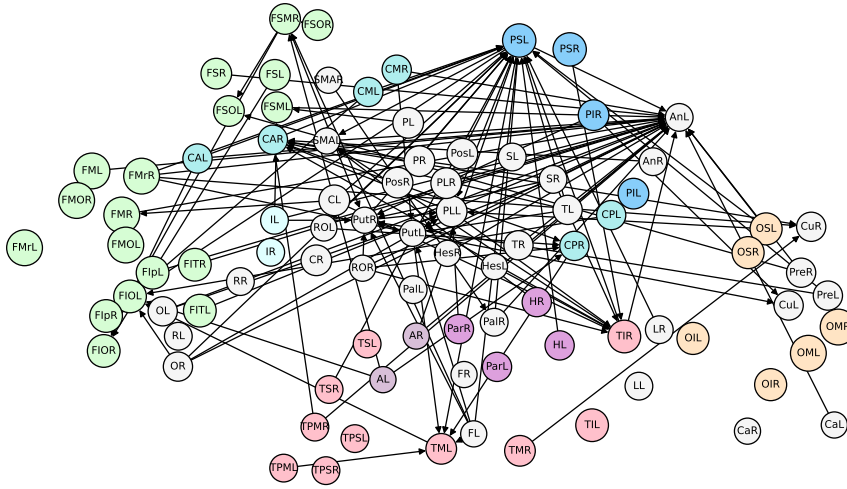 FSMR
FSOR
PSL
PSR
FSR
FSL
SMAR
CMR
CML
FSOL
FSML
PL
PIR
AnL
CAR
SMAL
CAL
PR
PosL
SL
AnR
FML
FMrR
PosR
PLR
SR
PIL
FMOR
CL
FMR
IL
PutR
PLL
TL
CPL
ROL
OSL
CuR
FMrL
FMOL
IR
PutL
TR
CPR
OSR
FITR
CR
ROR
HesR
HesL
FIpL
RR
PreR
PalL
FIOL
OL
FITL
HR
PreL
CuL
FIpR
RL
AR
ParR
PalR
TIR
LR
OIL
OMR
FIOR
TSL
HL
OML
OR
AL
FR
ParL
TSR
LL
OIR
TPMR
TPSL
FL
TIL
CaR
CaL
TML
TMR
TPML
TPSR